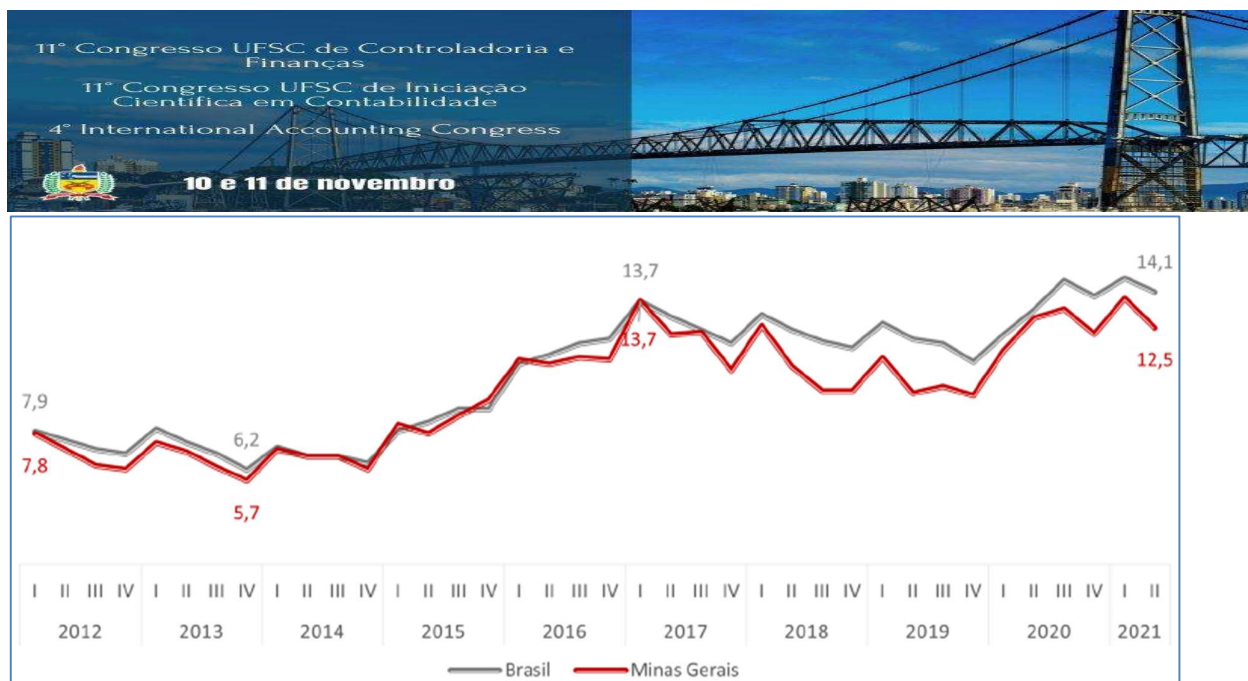 11° Congresso UFSC de Controladoria e
Finanças
11° Congresso UFSC de Iniciação
Científica em Contabilidade
4° International Accounting Congress
10 e 11 de novembro
13,7
14,1
13,7
12,5
7,9
6,2
7,8
5,7
I II III IV I II III IV I II III IV I II III IV I II III IV I II III IV I II III IV I II III IV I II III IV I II
2012 2013 2014 2015 2016 2017 2018 2019 2020 2021
Brasil Minas Gerais